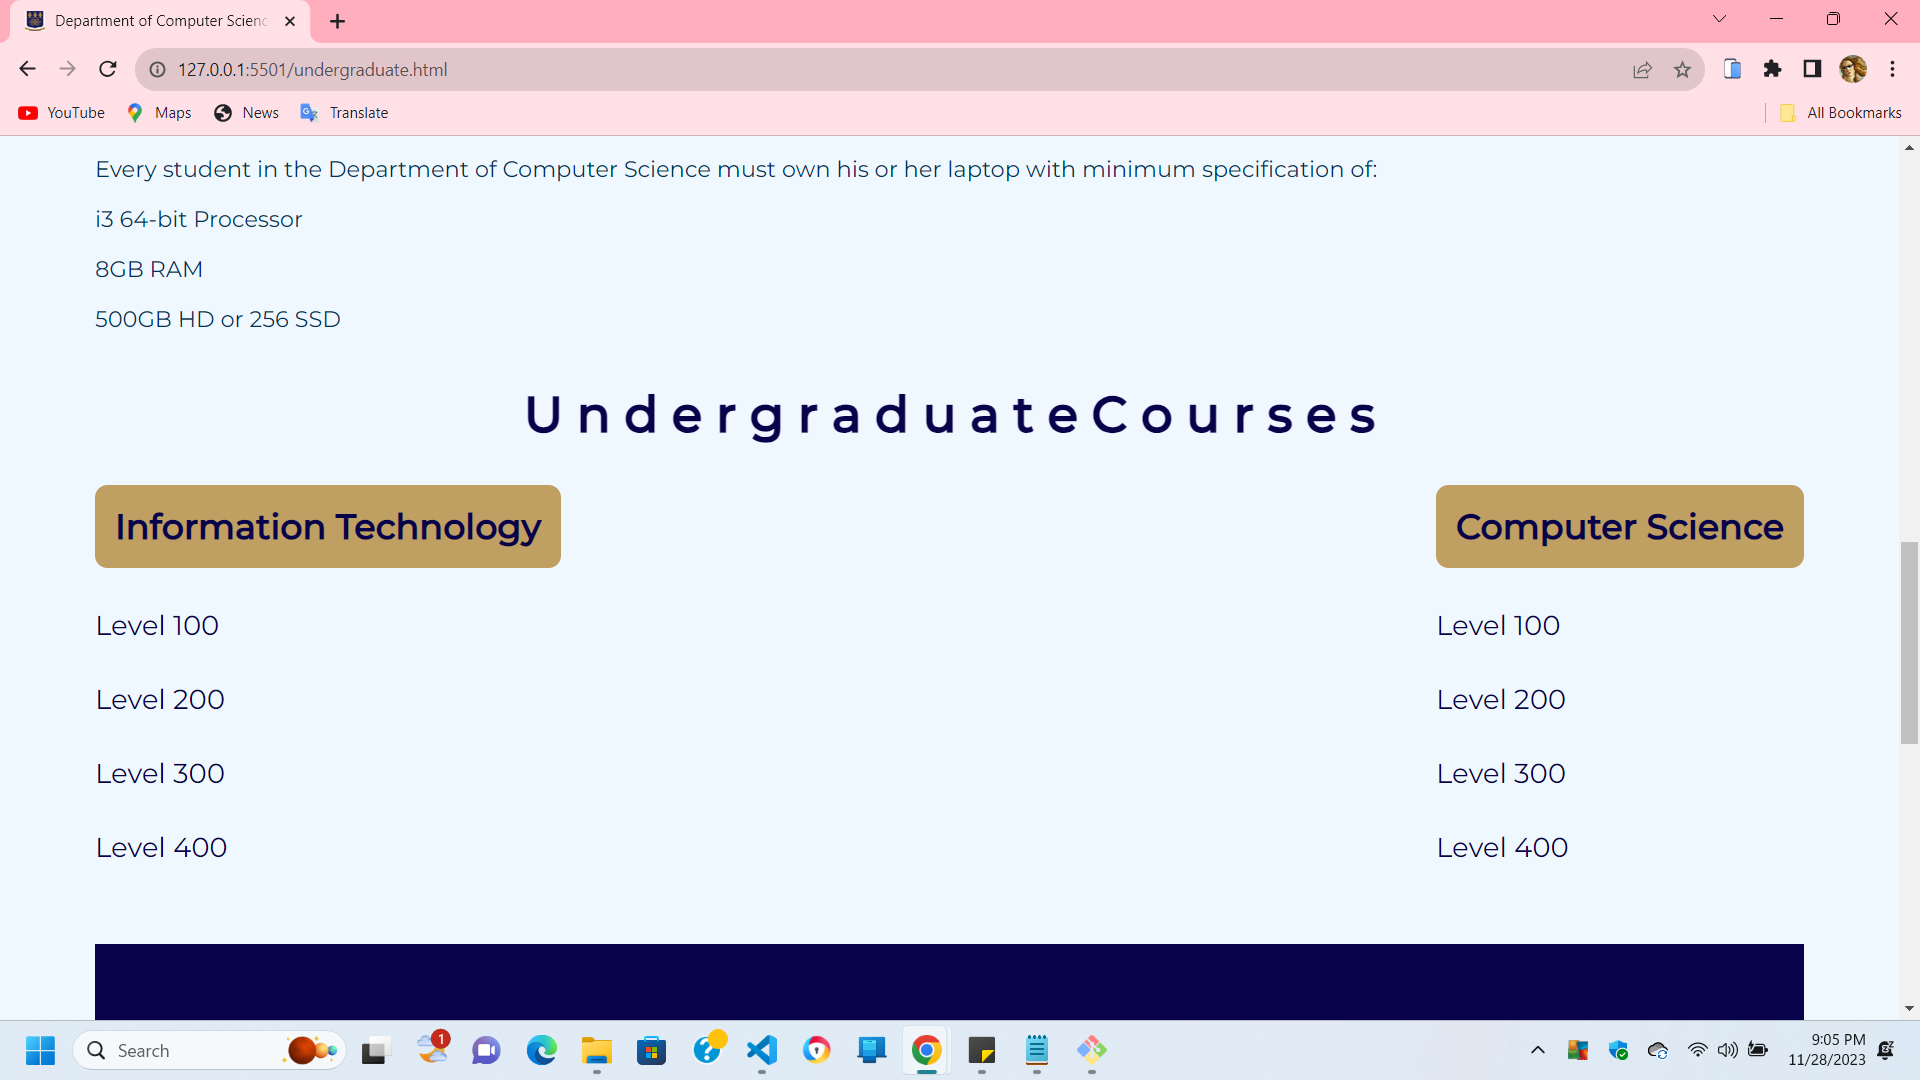 Department of Computer Scienc
127.0.0.1:5501/undergraduate.html
YouTube Maps News Translate All Bookmarks
Every student in the Department of Computer Science must own his or her laptop with minimum specification of:
i3 64-bit Processor
8GB RAM
500GB HD or 256 SSD
UndergraduateCourses
Information Technology Computer Science
Level 100 Level 100
Level 200 Level 200
Level 300 Level 300
Level 400 Level 400
Search 1 9:05 PM
11/28/2023